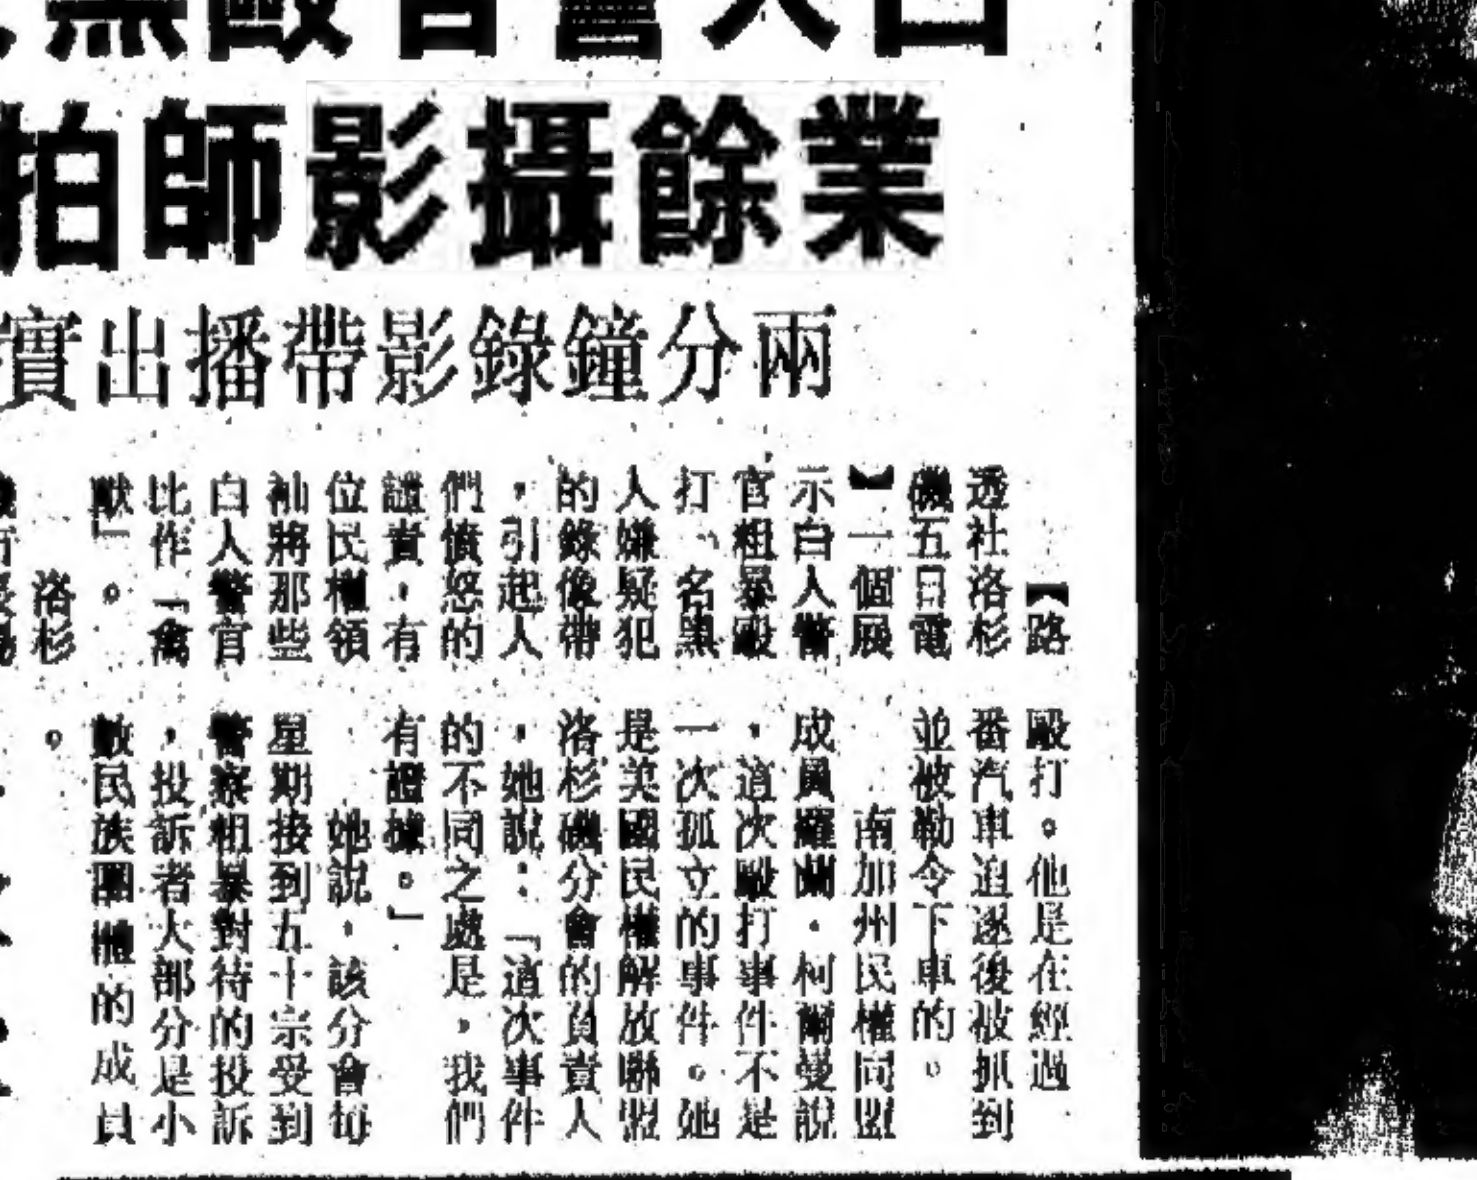 白人警官毆黑
業餘攝影師拍
兩分鐘錄影帶播出實
【路
透社洛杉
磯五日電
】一個展
示白人警
官粗暴毆
打一名黑
人嫌疑犯
的錄像帶
，引起人
們憤怒的
譴責，有
位民權領
袖將那些
白人警官
比作「禽
獸」。
洛杉
毆打。他是在經過
番汽車追逐後被抓到
並被勒令下車的。
南加州民權同盟
成員羅蘭．柯爾曼說
，這次毆打事件不是
一次孤立的事件。她
是美國民權解放聯盟
洛杉磯分會的負責人
，她說：「這次事件
的不同之處是，我們
有證據。」
她說，該分會每
星期接到五十宗受到
警察粗暴對待的投訴
，投訴者大部分是小
數民族團體的成員
。